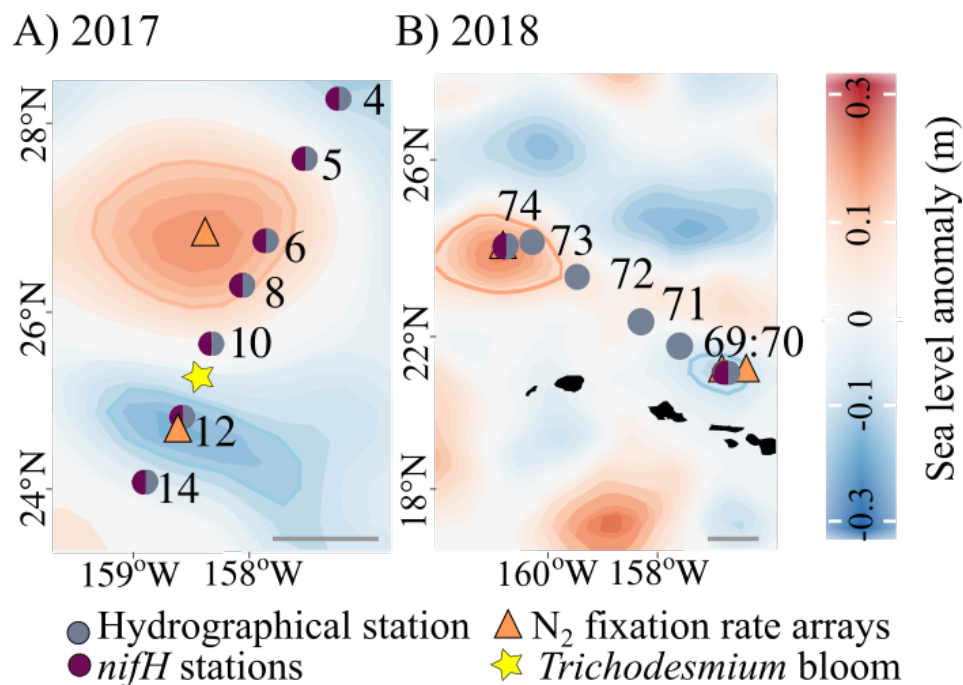 A) 2017
B) 2018
28°N
26°N
24°N
159°W
158°W
4
5
6
8
10
12
14
26°N
22°N
18°N
160°W
158°W
74
73
72
71
69:70
0.3
0.1
0
-0.1
-0.3
Sea level anomaly (m)
Hydrographical station
N₂ fixation rate arrays
nifH stations
Trichodesmium bloom